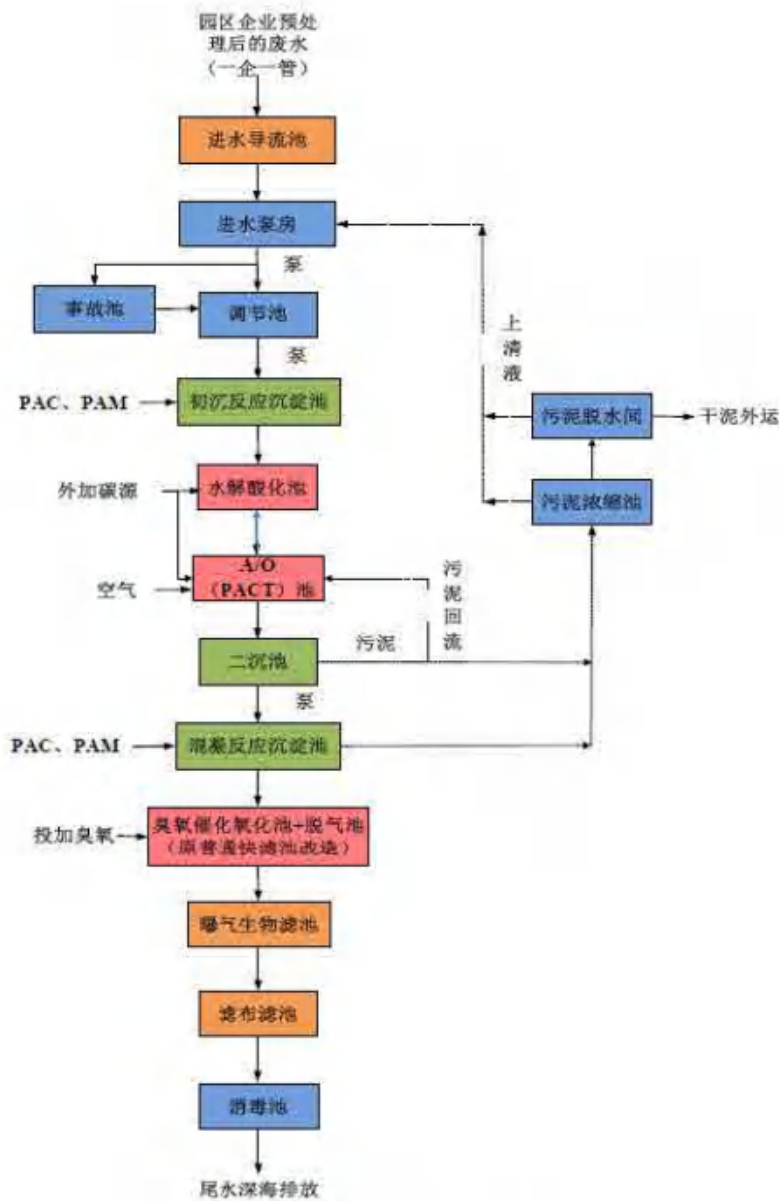 园区企业预处
理后的废水
（一企一管）
进水导流池
进水泵房
泵
事故池
调节池
泵
上清液
PAC、PAM
初沉反应沉淀池
污泥脱水间
干泥外运
外加碳源
水解酸化池
污泥浓缩池
A/O
（PACT）池
空气
污泥回流
二沉池
污泥
泵
PAC、PAM
混凝反应沉淀池
投加臭氧
臭氧催化氧化池+脱气池
（原普通快滤池改造）
曝气生物滤池
滤布滤池
消毒池
尾水深海排放